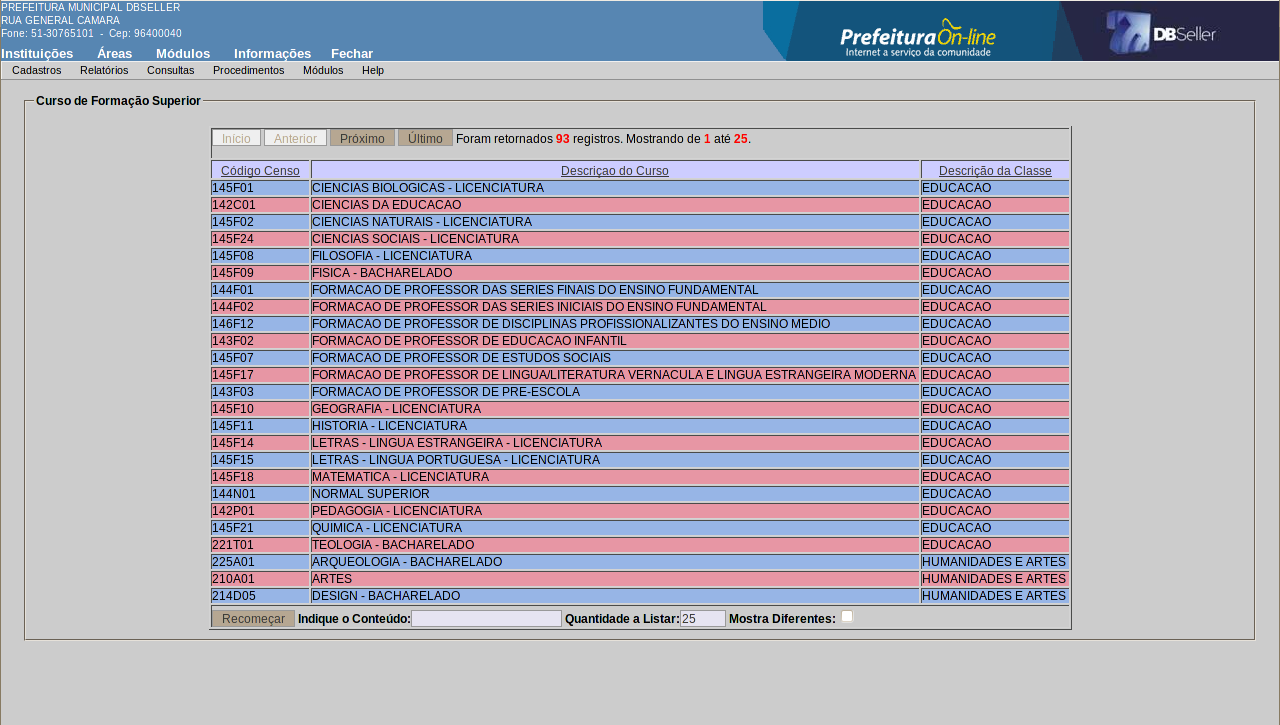 PREFEITURA MUNICIPAL DBSELLER
RUA GENERAL CAMARA
Fone: 51-30765101 - Cep: 96400040
Instituições Áreas Módulos Informações Fechar
Prefeitura On-line
Internet a serviço da comunidade
DBSeller
Cadastros Relatórios Consultas Procedimentos Módulos Help
Curso de Formação Superior
Início Anterior Próximo Último Foram retornados 93 registros. Mostrando de 1 até 25.
Código Censo Descriçao do Curso Descrição da Classe
145F01 CIENCIAS BIOLOGICAS - LICENCIATURA EDUCACAO
142C01 CIENCIAS DA EDUCACAO EDUCACAO
145F02 CIENCIAS NATURAIS - LICENCIATURA EDUCACAO
145F24 CIENCIAS SOCIAIS - LICENCIATURA EDUCACAO
145F08 FILOSOFIA - LICENCIATURA EDUCACAO
145F09 FISICA - BACHARELADO EDUCACAO
144F01 FORMACAO DE PROFESSOR DAS SERIES FINAIS DO ENSINO FUNDAMENTAL EDUCACAO
144F02 FORMACAO DE PROFESSOR DAS SERIES INICIAIS DO ENSINO FUNDAMENTAL EDUCACAO
146F12 FORMACAO DE PROFESSOR DE DISCIPLINAS PROFISSIONALIZANTES DO ENSINO MEDIO EDUCACAO
143F02 FORMACAO DE PROFESSOR DE EDUCACAO INFANTIL EDUCACAO
145F07 FORMACAO DE PROFESSOR DE ESTUDOS SOCIAIS EDUCACAO
145F17 FORMACAO DE PROFESSOR DE LINGUA/LITERATURA VERNACULA E LINGUA ESTRANGEIRA MODERNA EDUCACAO
143F03 FORMACAO DE PROFESSOR DE PRE-ESCOLA EDUCACAO
145F10 GEOGRAFIA - LICENCIATURA EDUCACAO
145F11 HISTORIA - LICENCIATURA EDUCACAO
145F14 LETRAS - LINGUA ESTRANGEIRA - LICENCIATURA EDUCACAO
145F15 LETRAS - LINGUA PORTUGUESA - LICENCIATURA EDUCACAO
145F18 MATEMATICA - LICENCIATURA EDUCACAO
144N01 NORMAL SUPERIOR EDUCACAO
142P01 PEDAGOGIA - LICENCIATURA EDUCACAO
145F21 QUIMICA - LICENCIATURA EDUCACAO
221T01 TEOLOGIA - BACHARELADO EDUCACAO
225A01 ARQUEOLOGIA - BACHARELADO HUMANIDADES E ARTES
210A01 ARTES HUMANIDADES E ARTES
214D05 DESIGN - BACHARELADO HUMANIDADES E ARTES
Recomeçar Indique o Conteúdo: Quantidade a Listar: 25 Mostra Diferentes: